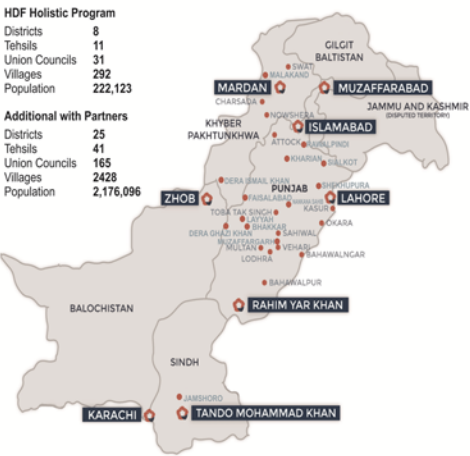 HDF Holistic Program
Districts 8
Tehsils 11
Union Councils 31
Villages 292
Population 222,123
Additional with Partners
Districts 25
Tehsils 41
Union Councils 165
Villages 2428
Population 2,176,096
GILGIT
BALTISTAN
SWAT
MALAKAND
MARDAN
MUZAFFARABAD
CHARSADA
JAMMU AND KASHMIR
(DISPUTED TERRITORY)
NOWSHERA
KHYBER
PAKHTUNKHWA
ISLAMABAD
ATTOCK
RAWALPINDI
KHARIAN
SIALKOT
DERA ISMAIL KHAN
PUNJAB
SHEKHUPURA
ZHOB
FAISALABAD
LAHORE
KASUR
TOBA TAK SINGH
LAYYAH
OKARA
BHAKKAR
DERA GHAZI KHAN
SAHIWAL
MUZAFFARGARH
MULTAN
VEHARI
LODHRA
BAHAWALNGAR
BAHAWALPUR
RAHIM YAR KHAN
BALOCHISTAN
SINDH
JAMSHORO
KARACHI
TANDO MOHAMMAD KHAN